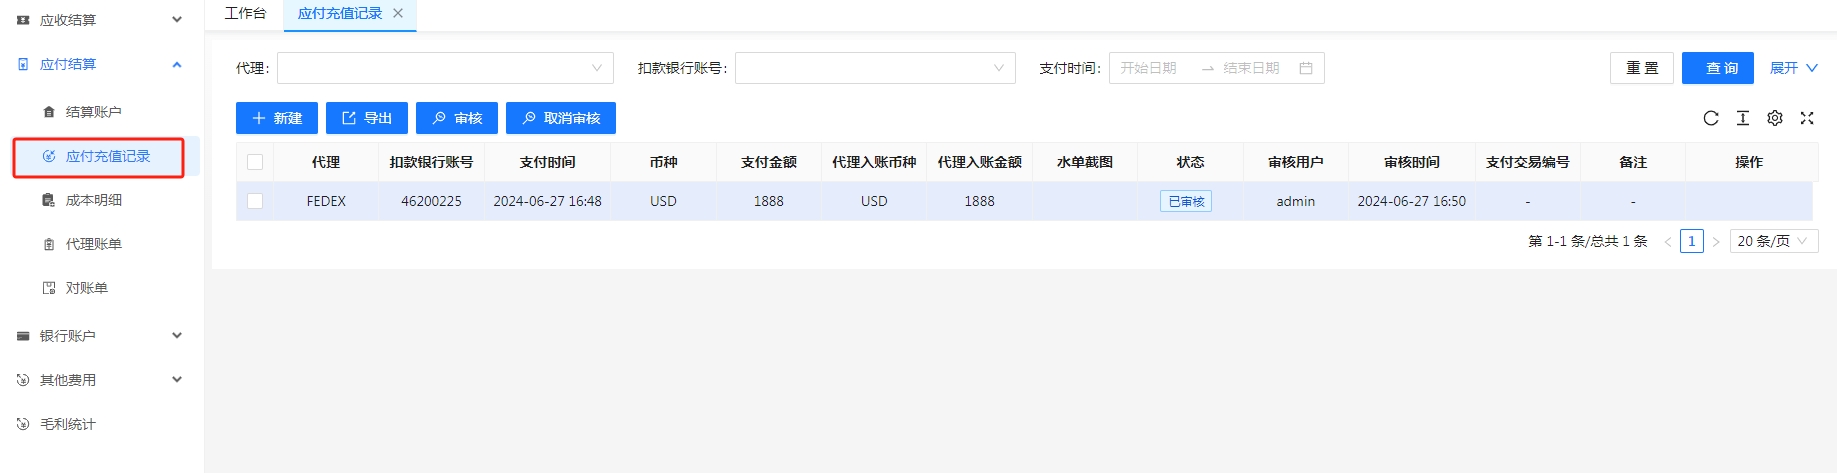 应收结算
应付结算
结算账户
应付充值记录
成本明细
代理账单
对账单
银行账户
其他费用
毛利统计
工作台 应付充值记录
代理: 扣款银行账号: 支付时间: 开始日期 结束日期 重置 查询 展开
新建 导出 审核 取消审核
代理 扣款银行账号 支付时间 币种 支付金额 代理入账币种 代理入账金额 水单截图 状态 审核用户 审核时间 支付交易编号 备注 操作
FEDEX 46200225 2024-06-27 16:48 USD 1888 USD 1888 已审核 admin 2024-06-27 16:50 - -
第 1-1 条/总共 1 条 < 1 > 20 条/页